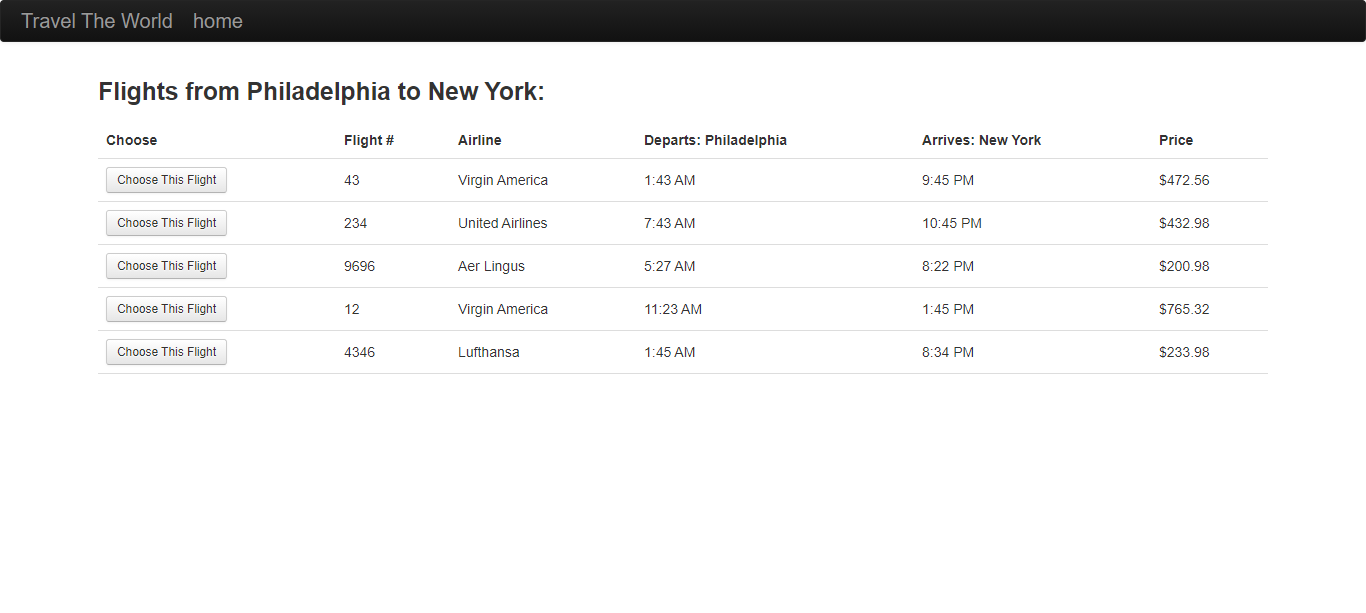 Travel The World home
Flights from Philadelphia to New York:
Choose Flight # Airline Departs: Philadelphia Arrives: New York Price
Choose This Flight 43 Virgin America 1:43 AM 9:45 PM $472.56
Choose This Flight 234 United Airlines 7:43 AM 10:45 PM $432.98
Choose This Flight 9696 Aer Lingus 5:27 AM 8:22 PM $200.98
Choose This Flight 12 Virgin America 11:23 AM 1:45 PM $765.32
Choose This Flight 4346 Lufthansa 1:45 AM 8:34 PM $233.98